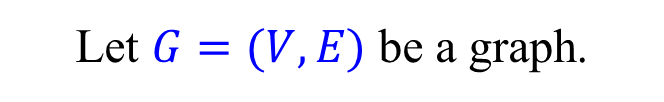 Let G = (V, E) be a graph.